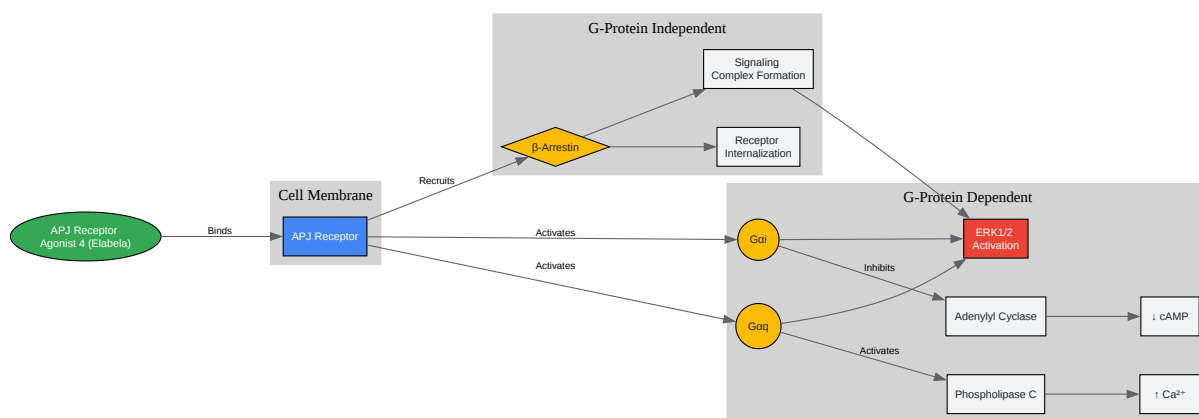 G-Protein Independent
Signaling
Complex Formation
β-Arrestin
Receptor
Internalization
Recruits
Cell Membrane
APJ Receptor
Agonist 4 (Elabela)
Binds
APJ Receptor
Activates
Activates
G-Protein Dependent
Gαi
ERK1/2
Activation
Inhibits
Gαq
Adenylyl Cyclase
↓ cAMP
Activates
Phospholipase C
↑ Ca²⁺